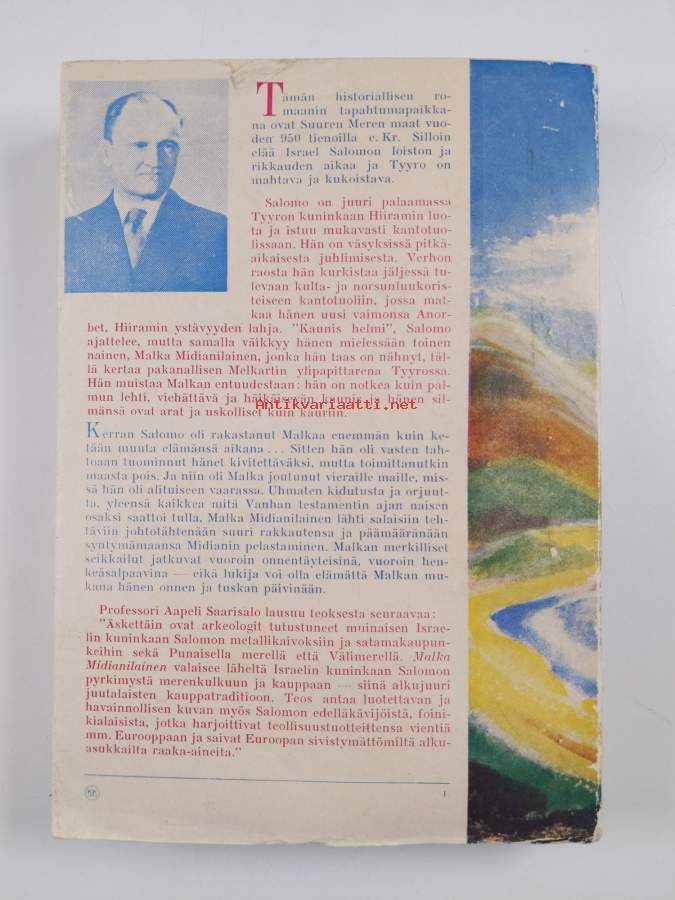 Tämän historiallisen ro-
maanin tapahtumapaikka-
na ovat Suuren Meren maat vuo-
den 950 tienoilla e. Kr. Silloin
elää Israel Salomon loiston ja
rikkauden aikaa ja Tyyro on
mahtava ja kukoistava.
Salomo on juuri palaamassa
Tyyron kuninkaan Hiiramin luo-
ta ja istuu mukavasti kantotuo-
lissaan. Hän on väsyksissä pitkä-
aikaisesta juhlimisesta. Verhon
raosta hän kurkistaa jäljessä tu-
levaan kulta- ja norsunluukoris-
teiseen kantotuoliin, jossa mat-
kaa hänen uusi vaimonsa Anor-
bet, Hiiramin ystävyyden lahja. "Kaunis helmi", Salomo
ajattelee, mutta samalla väikkyy hänen mielessään toinen
nainen, Malka Midianilainen, jonka hän taas on nähnyt, täl-
lä kertaa pakanallisen Melkartin ylipapittarena Tyyrossa.
Hän muistaa Malkan entuudestaan: hän on notkea kuin pal-
mun lehti, viehättävä ja häikäisevän kaunis ja hänen sil-
mänsä ovat arat ja uskolliset kuin kauriin.
Antikvariaatti.net
Kerran Salomo oli rakastanut Malkaa enemmän kuin ke-
tään muuta elämänsä aikana... Sitten hän oli vasten tah-
toaan tuominnut hänet kivitettäväksi, mutta toimittanutkin
maasta pois. Ja niin oli Malka joutunut vieraille maille, mis-
sä hän oli alituiseen vaarassa. Uhmaten kidutusta ja orjuut-
ta, yleensä kaikkea mitä Vanhan testamentin ajan naisen
osaksi saattoi tulla, Malka Midianilainen lähti salaisiin teh-
täviin johtotähtenään suuri rakkautensa ja päämääränään
syntymämaansa Midianin pelastaminen. Malkan merkilliset
seikkailut jatkuvat vuoroin onnentäyteisinä, vuoroin hen-
keäsalpaavina — eikä lukija voi olla elämättä Malkan mu-
kana hänen onnen ja tuskan päivinään.
Professori Aapeli Saarisalo lausuu teoksesta seuraavaa:
"Äskettäin ovat arkeologit tutustuneet muinaisen Israe-
lin kuninkaan Salomon metallikaivoksiin ja satamakaupun-
keihin sekä Punaisella merellä että Välimerellä. Malka
Midianilainen valaisee läheltä Israelin kuninkaan Salomon
pyrkimystä merenkulkuun ja kauppaan — siinä alkujuuri
juutalaisten kauppatraditioon. Teos antaa luotettavan ja
havainnollisen kuvan myös Salomon edelläkävijöistä, foini-
kialaisista, jotka harjoittivat teollisuustuotteittensa vientiä
mm. Eurooppaan ja saivat Euroopan sivistymättömiltä alku-
asukkailta raaka-aineita."
1